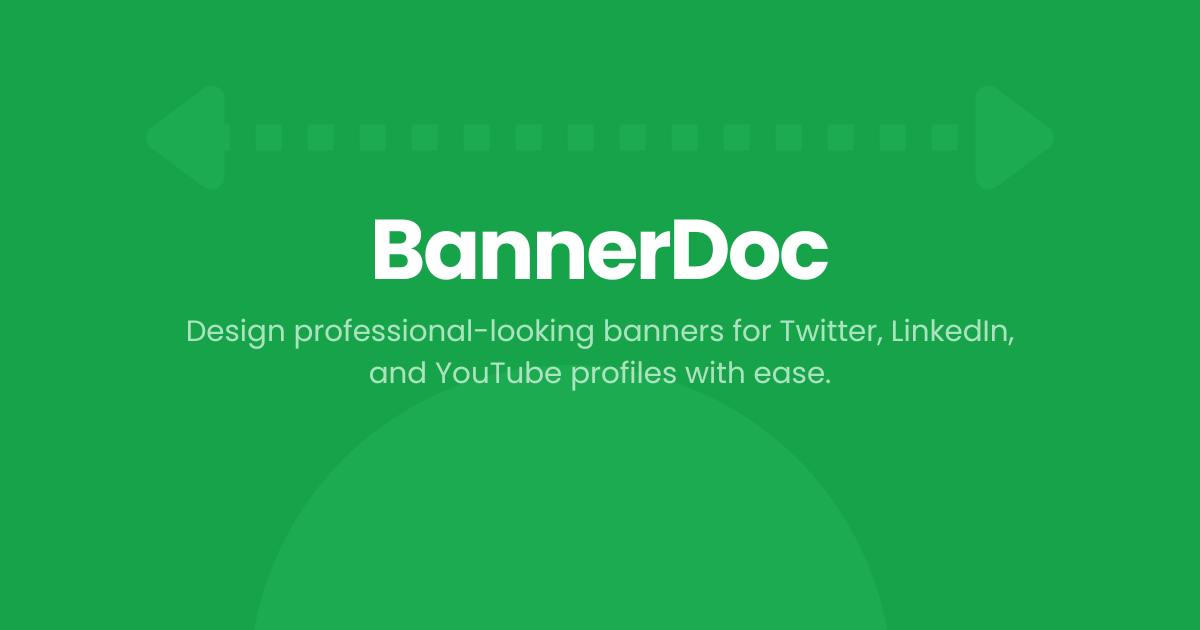 BannerDoc
Design professional-looking banners for Twitter, LinkedIn,
and YouTube profiles with ease.